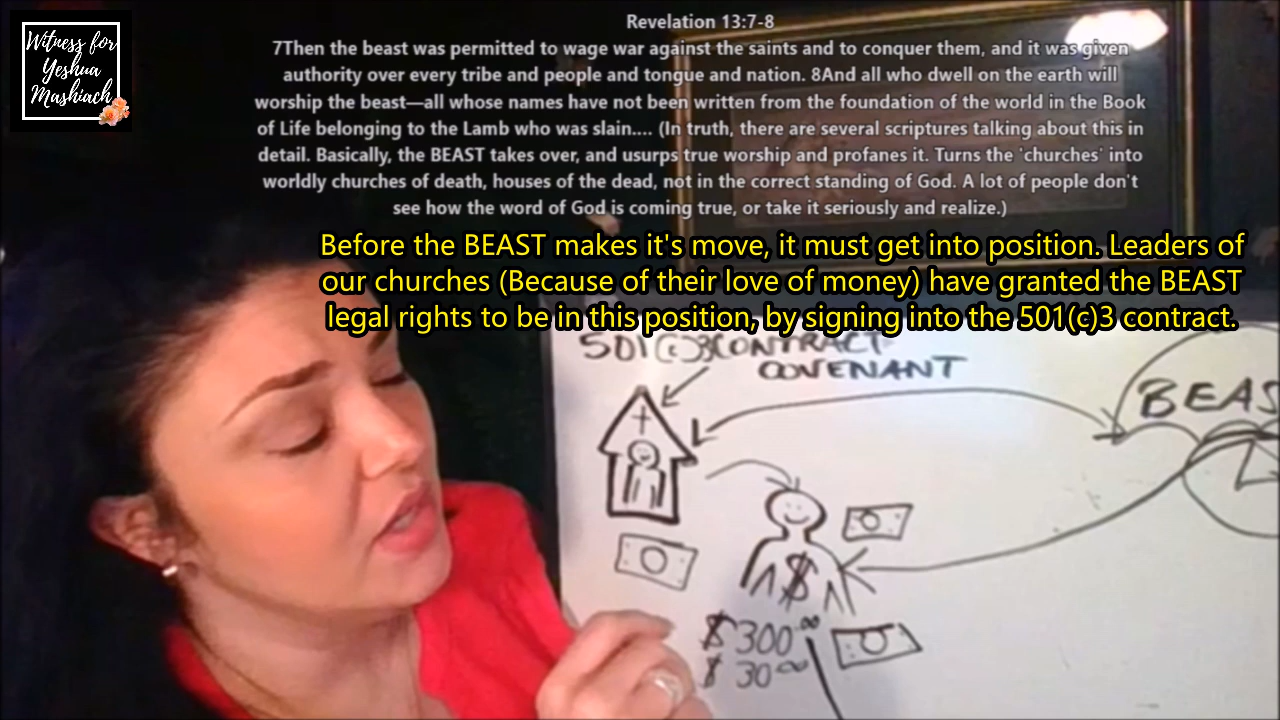 Witness for
Yeshua
Mashiach
Revelation 13:7-8
7Then the beast was permitted to wage war against the saints and to conquer them, and it was given
authority over every tribe and people and tongue and nation. 8And all who dwell on the earth will
worship the beast—all whose names have not been written from the foundation of the world in the Book
of Life belonging to the Lamb who was slain.... (In truth, there are several scriptures talking about this in
detail. Basically, the BEAST takes over, and usurps true worship and profanes it. Turns the 'churches' into
worldly churches of death, houses of the dead, not in the correct standing of God. A lot of people don't
see how the word of God is coming true, or take it seriously and realize.)
Before the BEAST makes it's move, it must get into position. Leaders of
our churches (Because of their love of money) have granted the BEAST
legal rights to be in this position, by signing into the 501(c)3 contract.
501(c)3 CONTRACT
COVENANT
BEAS
$
$300.00
$30.00